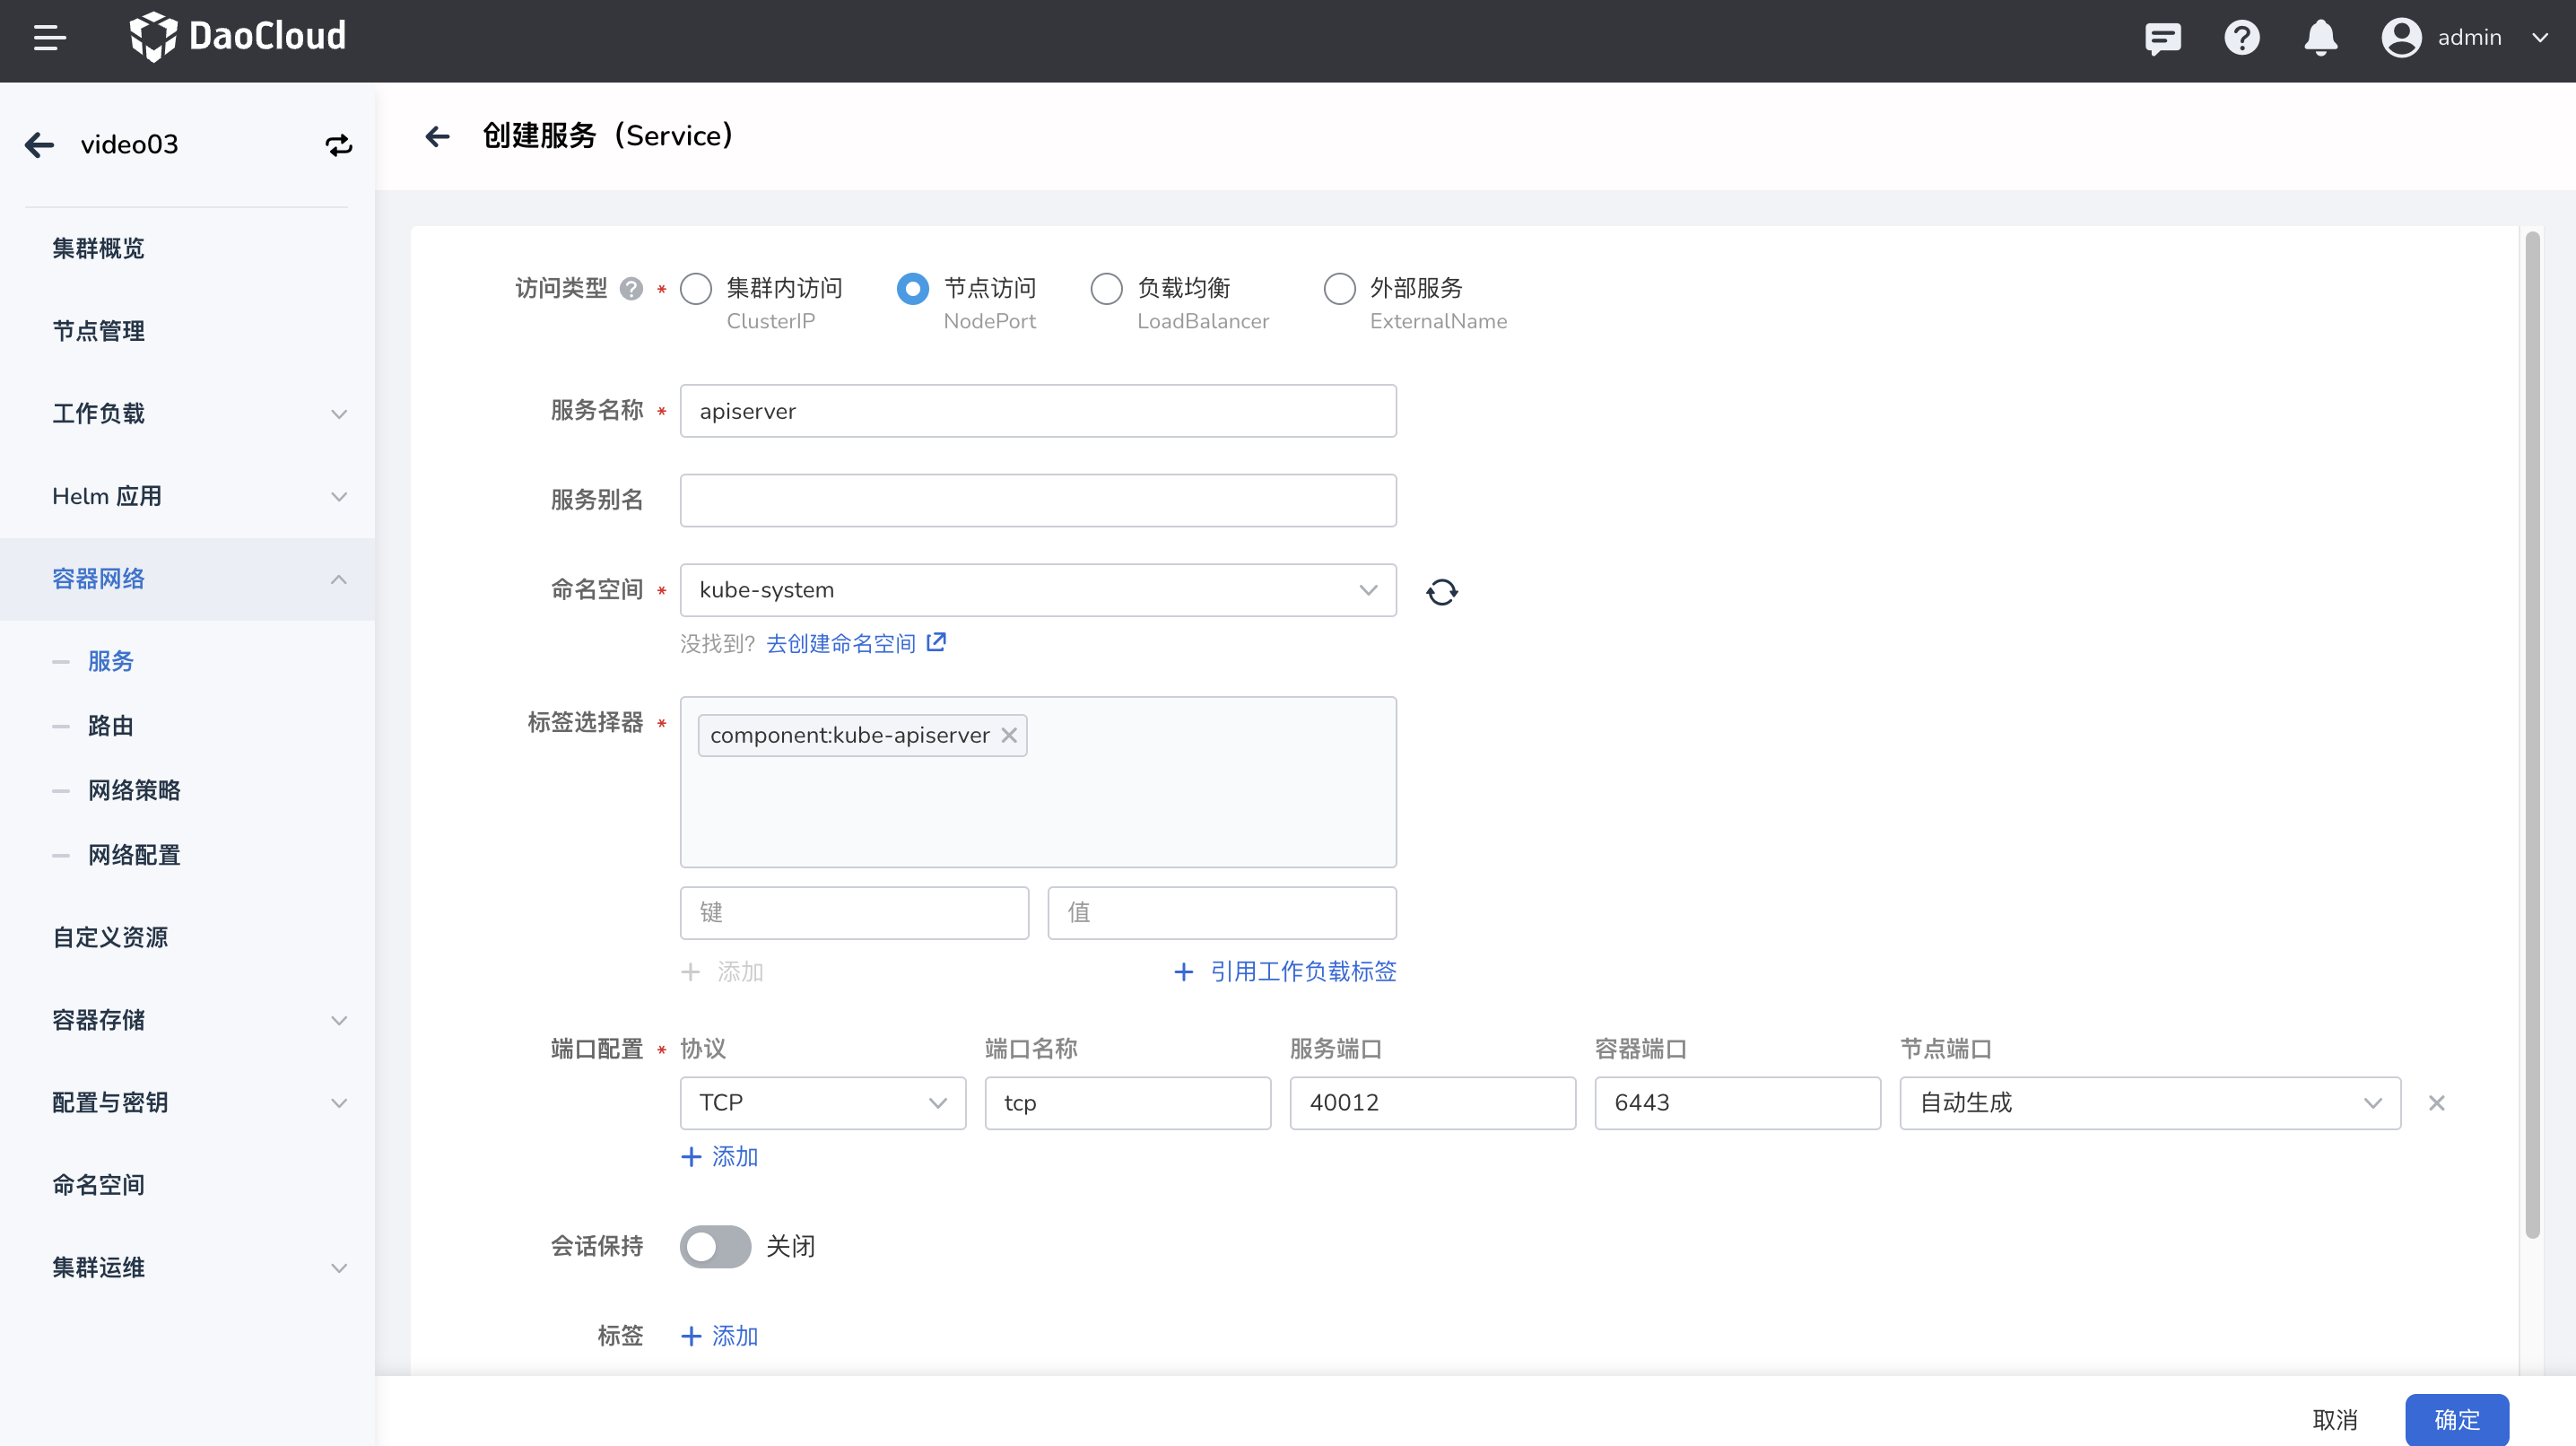 DaoCloud
admin
video03
集群概览
节点管理
工作负载
Helm 应用
容器网络
服务
路由
网络策略
网络配置
自定义资源
容器存储
配置与密钥
命名空间
集群运维
创建服务（Service）
访问类型 ? *
集群内访问 节点访问 负载均衡 外部服务
ClusterIP NodePort LoadBalancer ExternalName
服务名称 * apiserver
服务别名
命名空间 * kube-system
没找到? 去创建命名空间
标签选择器 * component:kube-apiserver
键 值
+ 添加 + 引用工作负载标签
端口配置 * 协议 端口名称 服务端口 容器端口 节点端口
TCP tcp 40012 6443 自动生成
+ 添加
会话保持 关闭
标签 + 添加
取消 确定